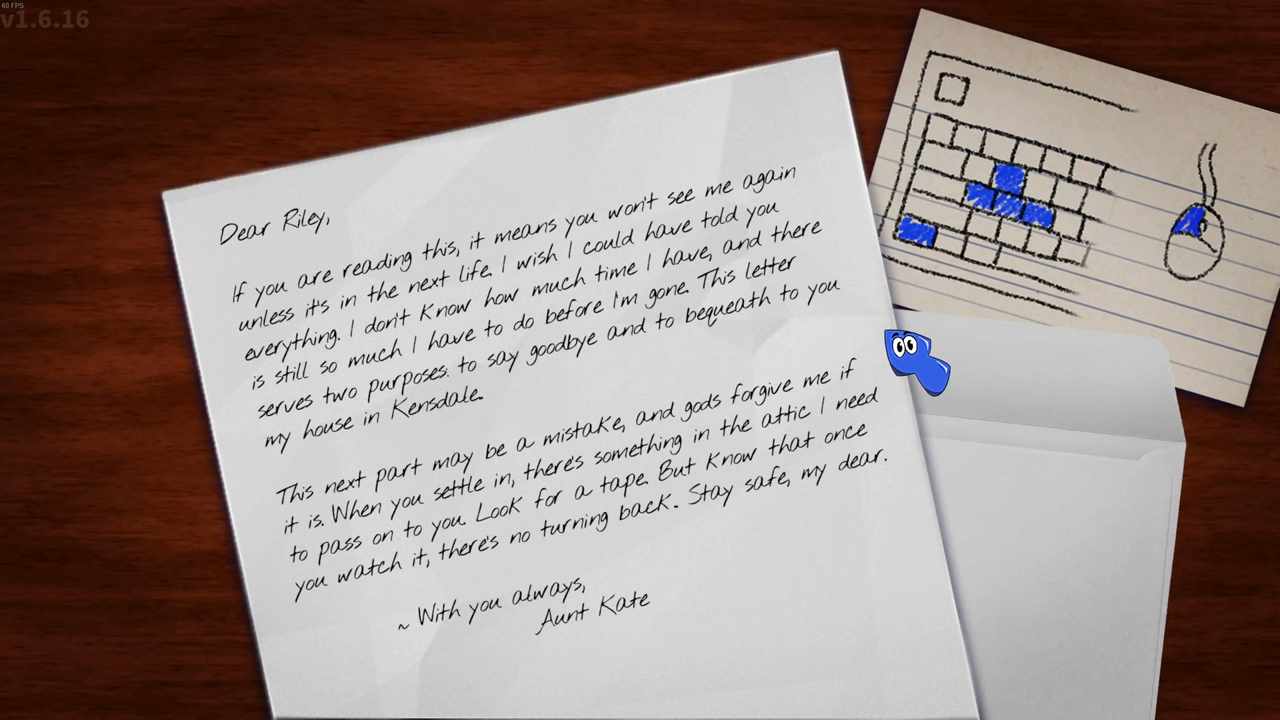 60 FPS
v1.6.16
Dear Riley,
If you are reading this, it means you won't see me again
unless it's in the next life. I wish I could have told you
everything. I don't know how much time I have, and there
is still so much I have to do before I'm gone. This letter
serves two purposes: to say goodbye and to bequeath to you
my house in Kensdale.
This next part may be a mistake, and gods forgive me if
it is. When you settle in, there's something in the attic I need
to pass on to you. Look for a tape. But know that once
you watch it, there's no turning back. Stay safe, my dear.
~ With you always,
Aunt Kate